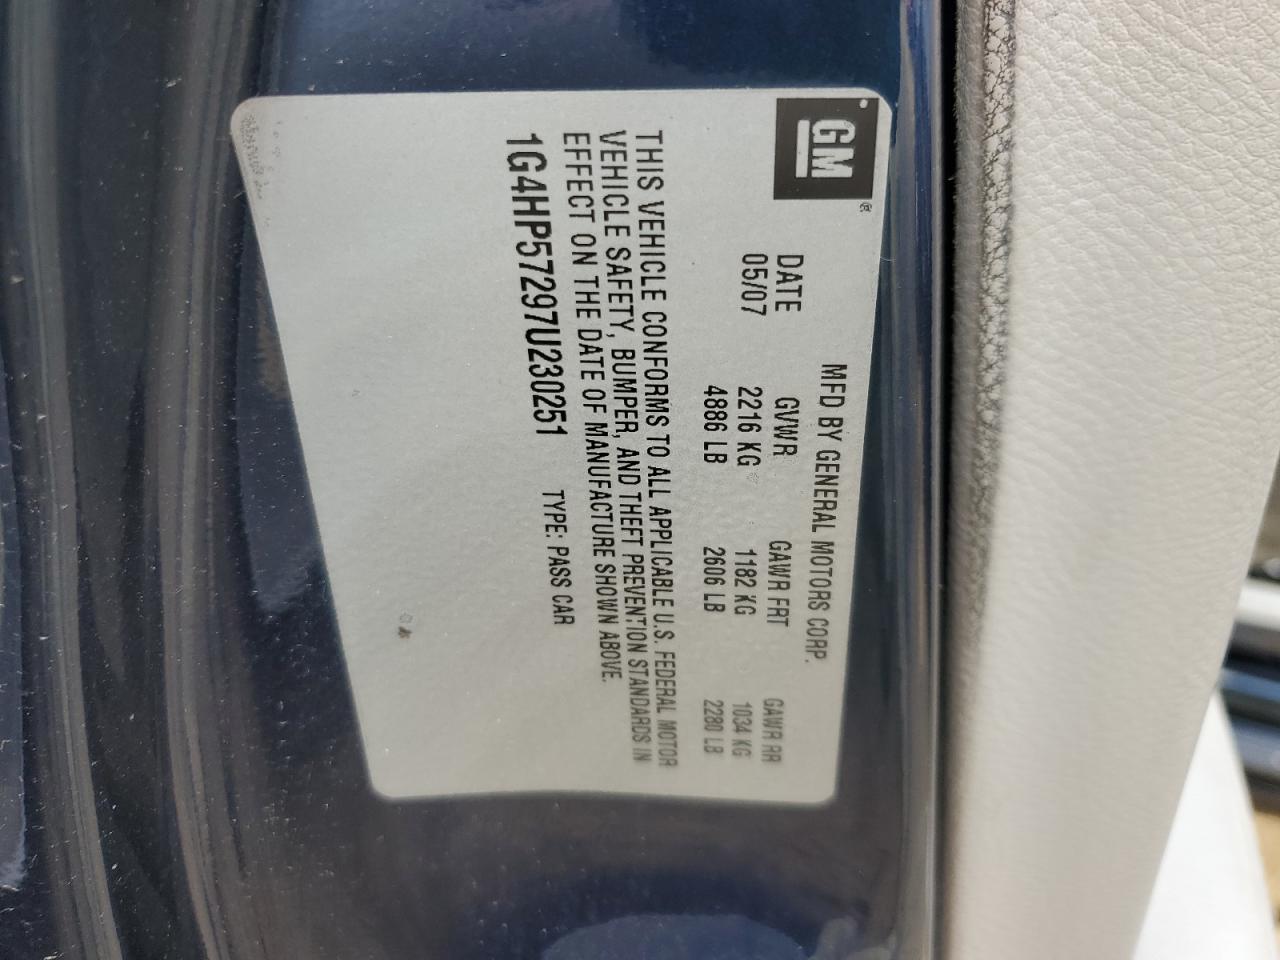 GM®
MFD BY GENERAL MOTORS CORP.
DATE GVWR GAWR FRT GAWR RR
05/07 2216 KG 1182 KG 1034 KG
4886 LB 2606 LB 2280 LB
THIS VEHICLE CONFORMS TO ALL APPLICABLE U.S. FEDERAL MOTOR
VEHICLE SAFETY, BUMPER, AND THEFT PREVENTION STANDARDS IN
EFFECT ON THE DATE OF MANUFACTURE SHOWN ABOVE.
1G4HP57297U230251 TYPE: PASS CAR